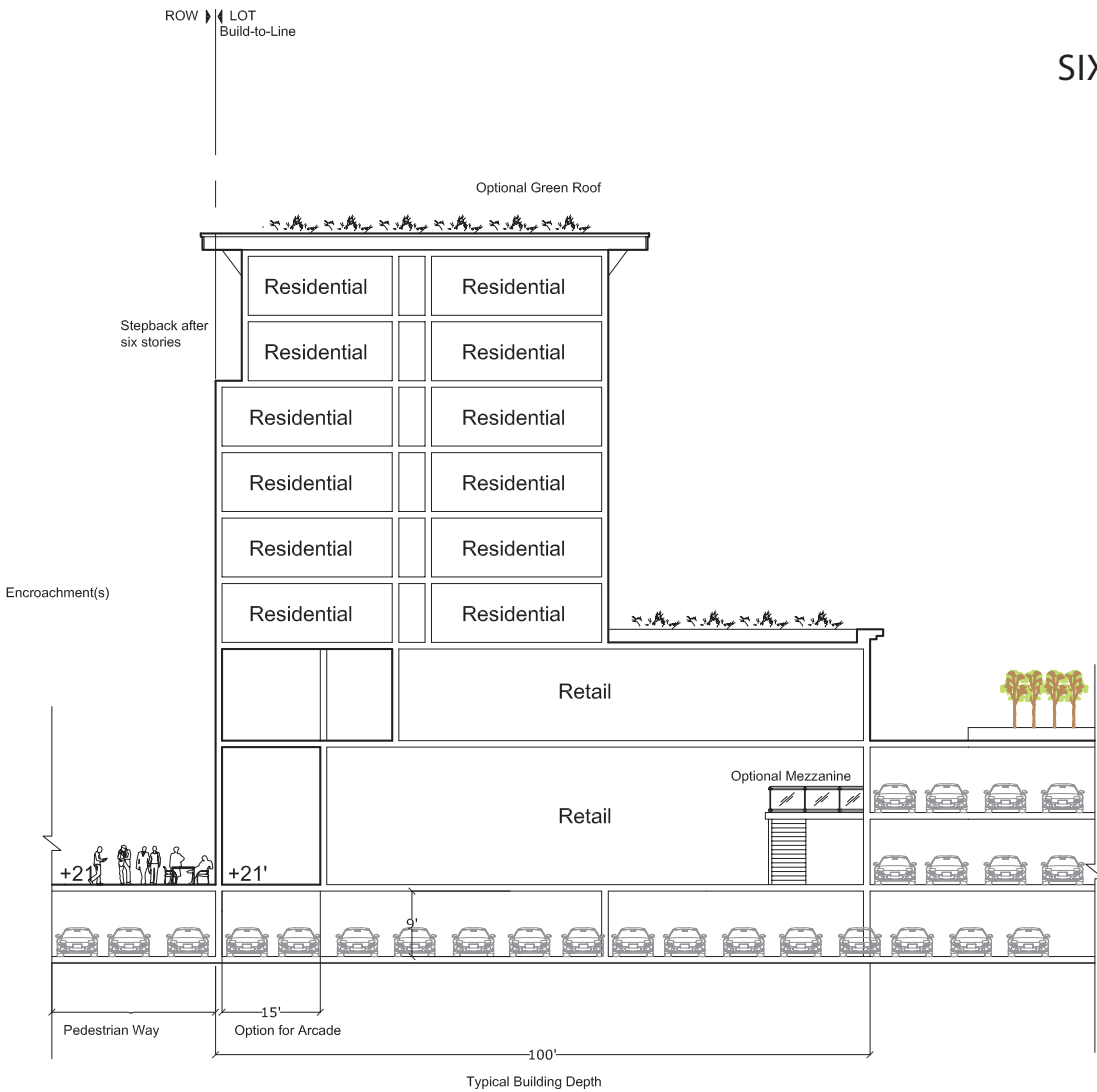 ROW LOT
Build-to-Line
SIX
Optional Green Roof
Residential Residential
Stepback after
six stories
Residential Residential
Residential Residential
Residential Residential
Residential Residential
Encroachment(s)
Residential Residential
Retail
Optional Mezzanine
Retail
+21' +21'
9'
15'
Pedestrian Way Option for Arcade
100'
Typical Building Depth